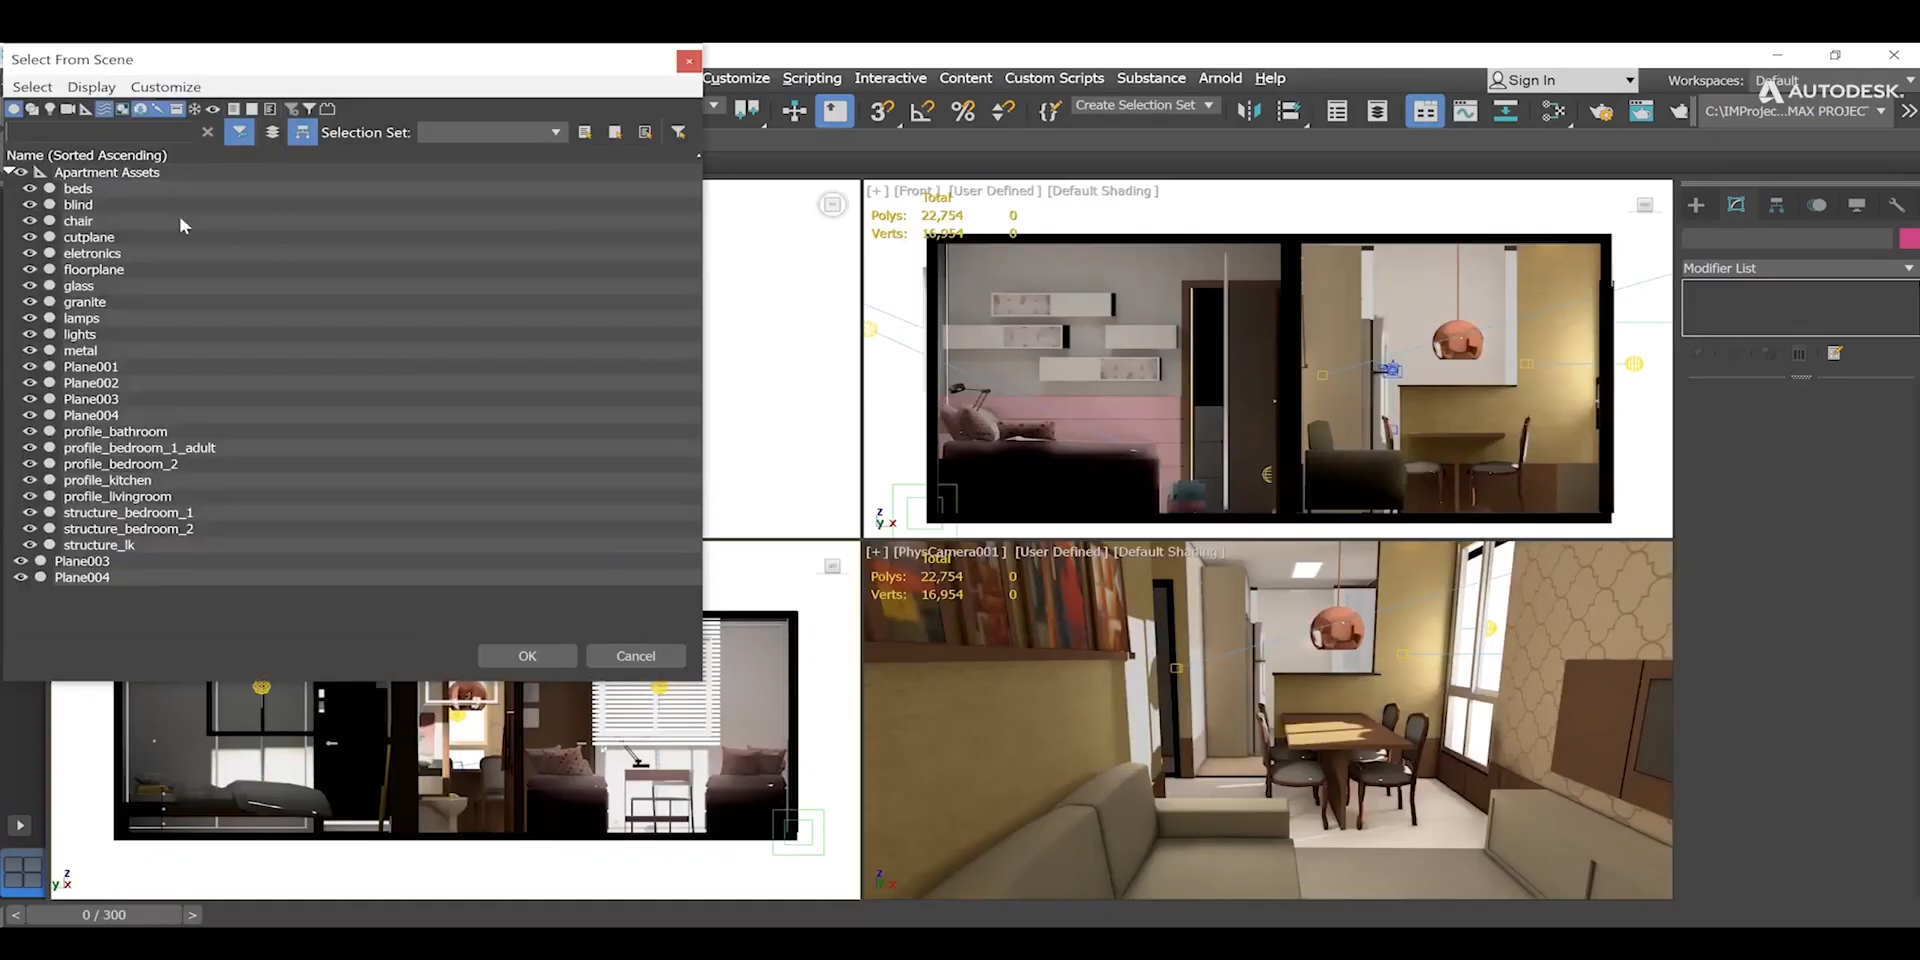 Select From Scene
Select Display Customize
Customize Scripting Interactive Content Custom Scripts Substance Arnold Help
Sign In
Workspaces: Default
AUTODESK.
Selection Set:
Create Selection Set
C:\IMProjec...MAX PROJEC
Name (Sorted Ascending)
Apartment Assets
beds
blind
chair
cutplane
eletronics
floorplane
glass
granite
lamps
lights
metal
Plane001
Plane002
Plane003
Plane004
profile_bathroom
profile_bedroom_1_adult
profile_bedroom_2
profile_kitchen
profile_livingroom
structure_bedroom_1
structure_bedroom_2
structure_lk
Plane003
Plane004
OK Cancel
[+] [Front] [User Defined] [Default Shading]
Total
Polys: 22,754 0
Verts: 16,954 0
z
y x
[+] [PhysCamera001] [User Defined] [Default Shading]
Total
Polys: 22,754 0
Verts: 16,954 0
Modifier List
z
y x
z
x
< 0 / 300 >